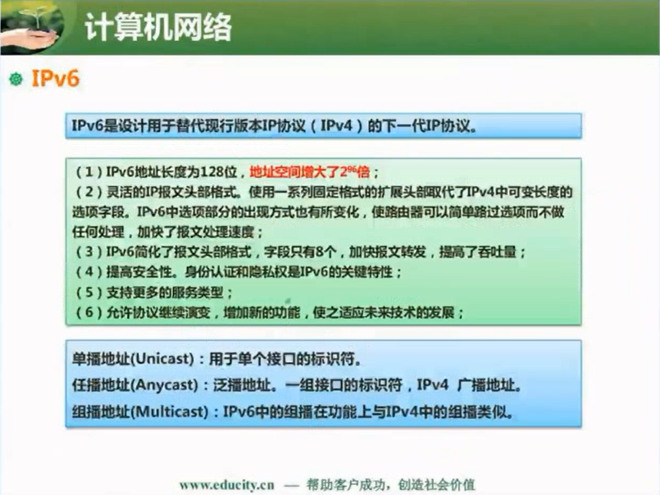 计算机网络
IPv6
IPv6是设计用于替代现行版本IP协议（IPv4）的下一代IP协议。
（1）IPv6地址长度为128位，地址空间增大了2^96倍；
（2）灵活的IP报文头部格式。使用一系列固定格式的扩展头部取代了IPv4中可变长度的
选项字段。IPv6中选项部分的出现方式也有所变化，使路由器可以简单路过选项而不做
任何处理，加快了报文处理速度；
（3）IPv6简化了报文头部格式，字段只有8个，加快报文转发，提高了吞吐量；
（4）提高安全性。身份认证和隐私权是IPv6的关键特性；
（5）支持更多的服务类型；
（6）允许协议继续演变，增加新的功能，使之适应未来技术的发展；
单播地址(Unicast)：用于单个接口的标识符。
任播地址(Anycast)：泛播地址。一组接口的标识符，IPv4 广播地址。
组播地址(Multicast)：IPv6中的组播在功能上与IPv4中的组播类似。
www.educity.cn — 帮助客户成功，创造社会价值